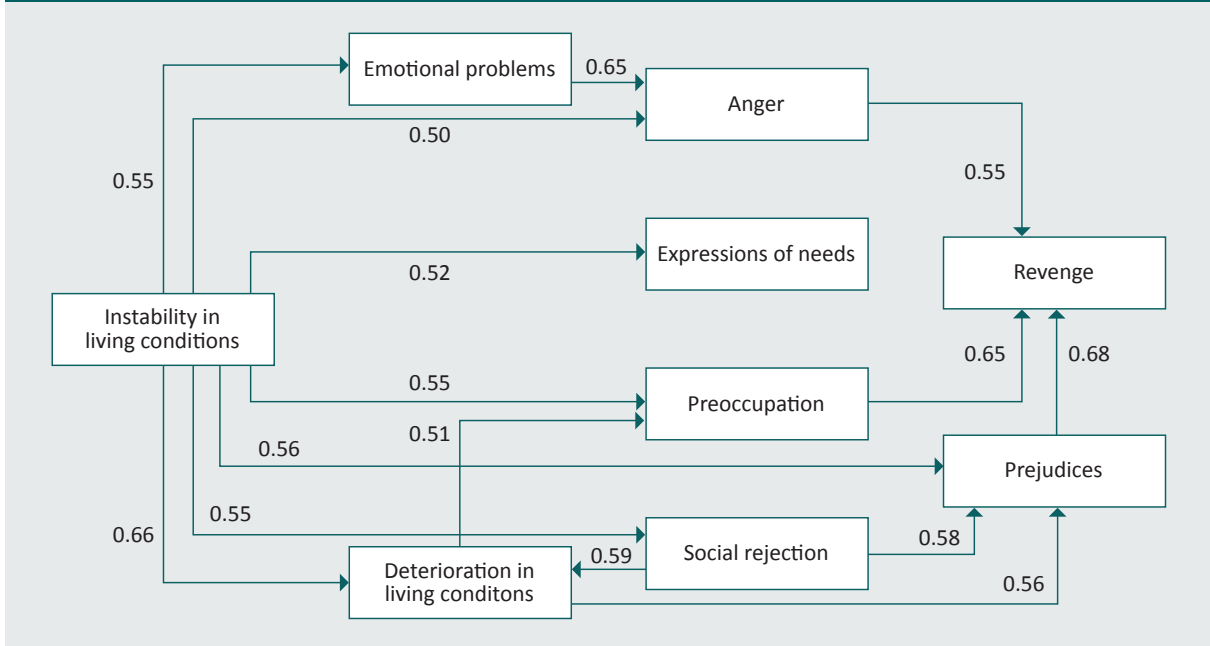 Emotional problems
0.65
Anger
0.50
0.55
0.55
Expressions of needs
0.52
Revenge
Instability in
living conditions
0.65
0.68
0.55
Preoccupation
0.51
0.56
Prejudices
0.55
0.66
Social rejection
0.58
0.59
Deterioration in
living conditons
0.56